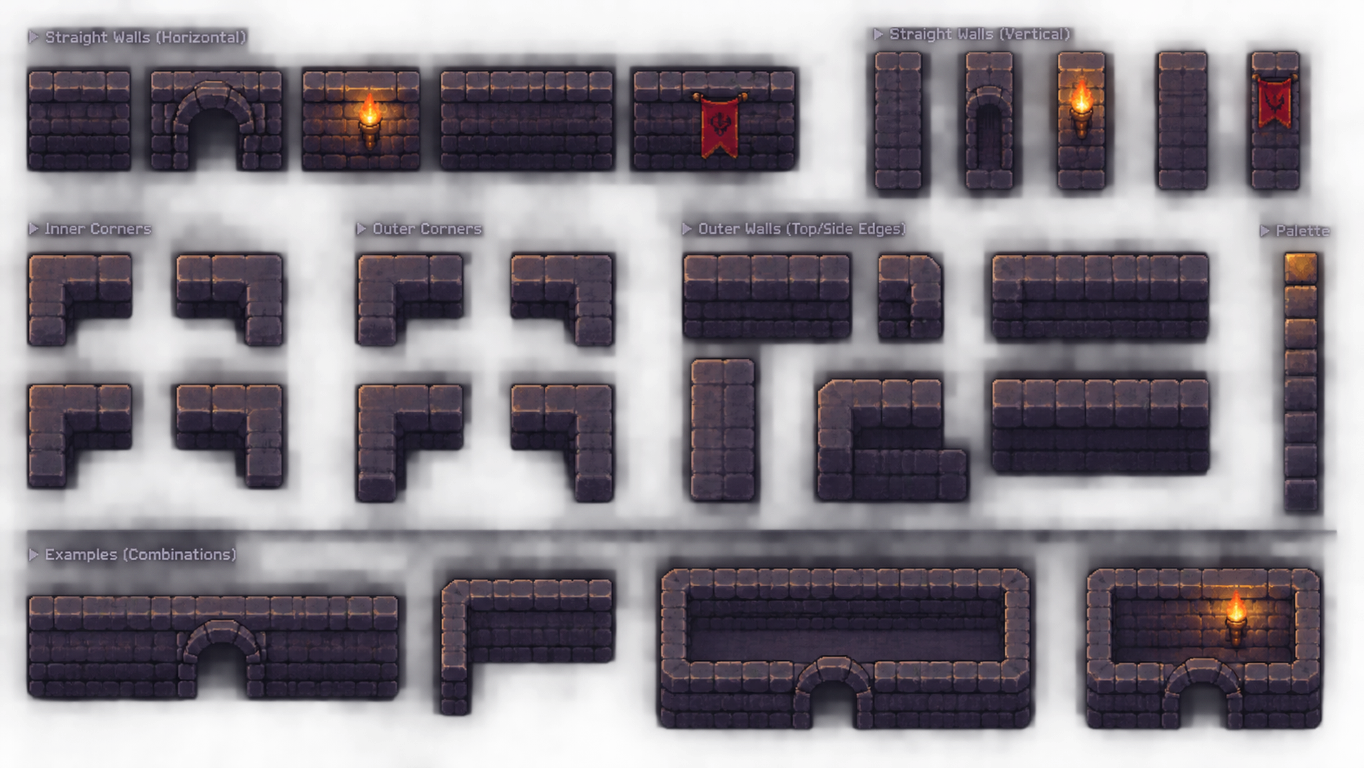 Straight Walls (Horizontal)
Straight Walls (Vertical)
Inner Corners
Outer Corners
Outer Walls (Top/Side Edges)
Palette
Examples (Combinations)